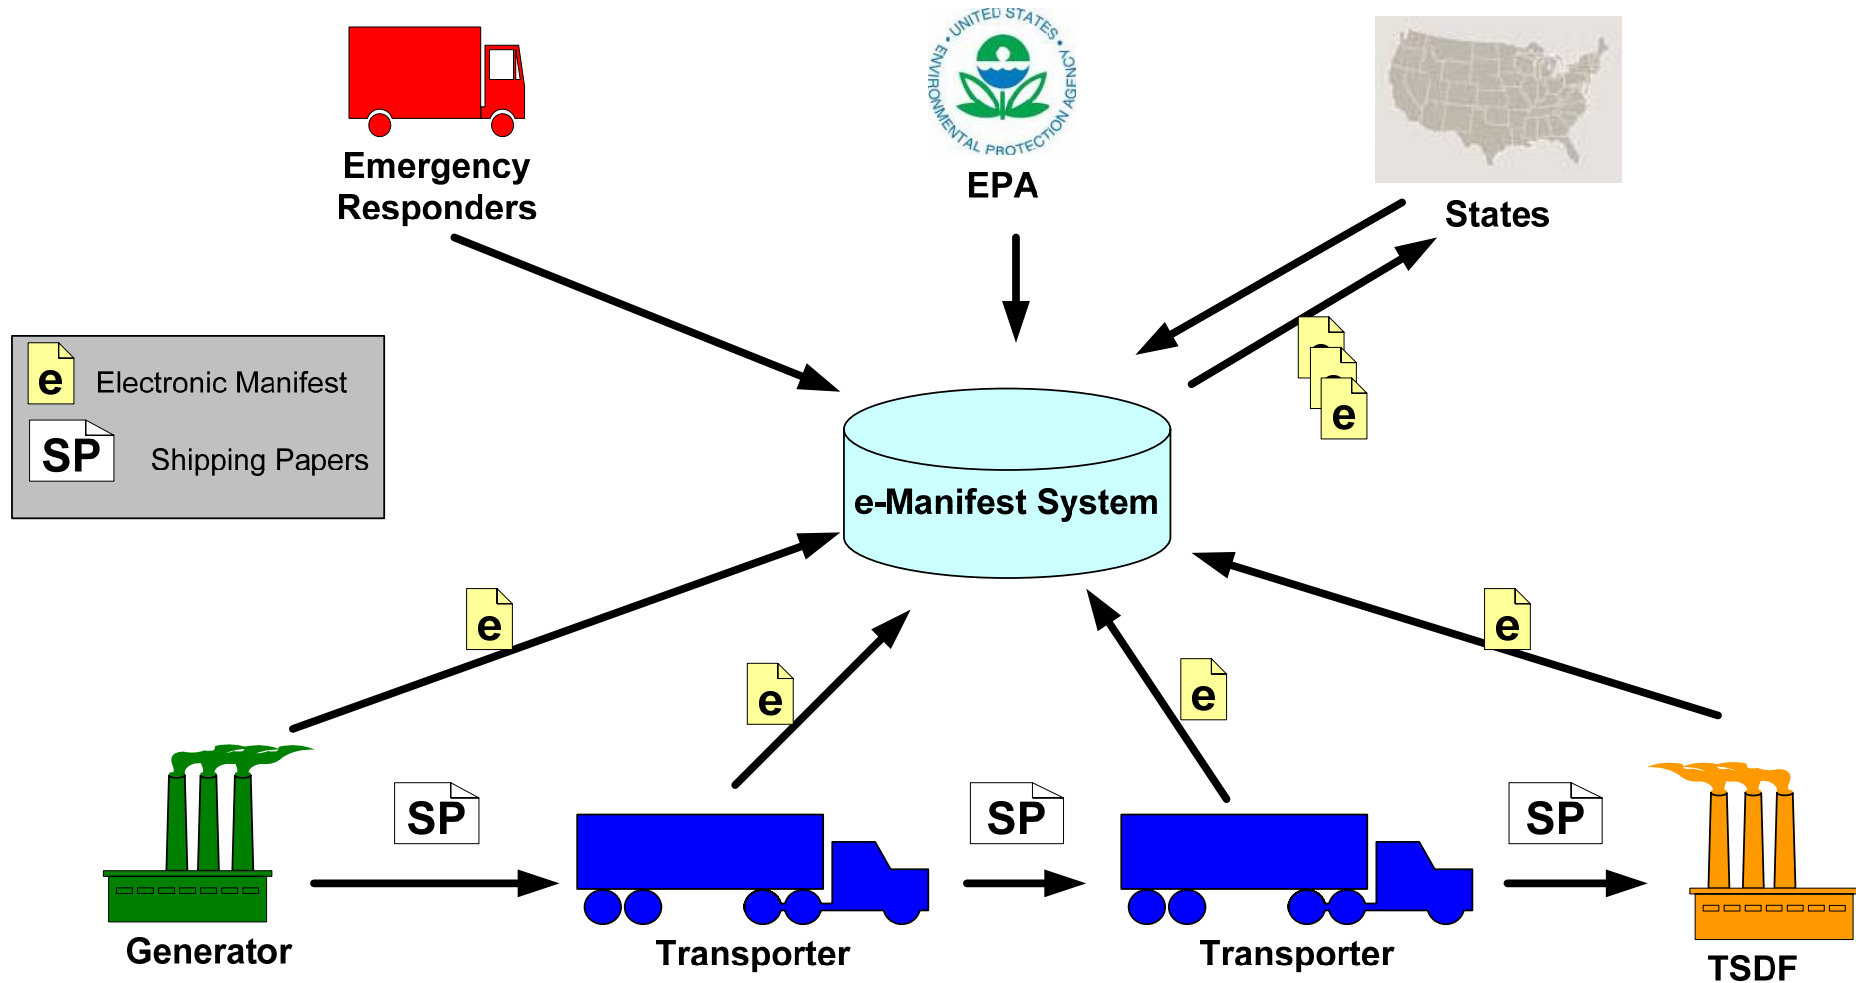 UNITED STATES
ENVIRONMENTAL PROTECTION AGENCY
Emergency
Responders
EPA
States
e
Electronic Manifest
SP
Shipping Papers
e
e
e
e-Manifest System
e
e
e
e
SP
SP
SP
Generator
Transporter
Transporter
TSDF